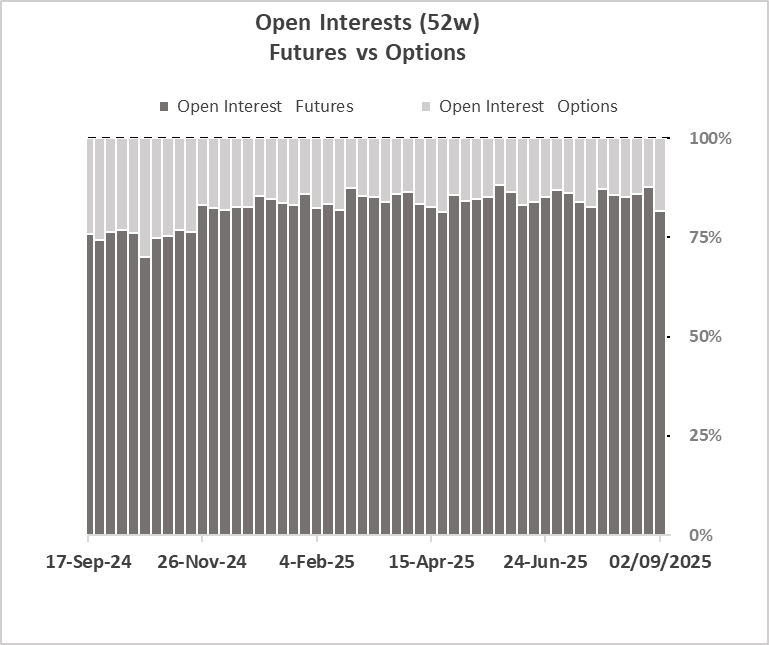 Open Interests (52w)
Futures vs Options
Open Interest Futures
Open Interest Options
100%
75%
50%
25%
0%
17-Sep-24
26-Nov-24
4-Feb-25
15-Apr-25
24-Jun-25
02/09/2025